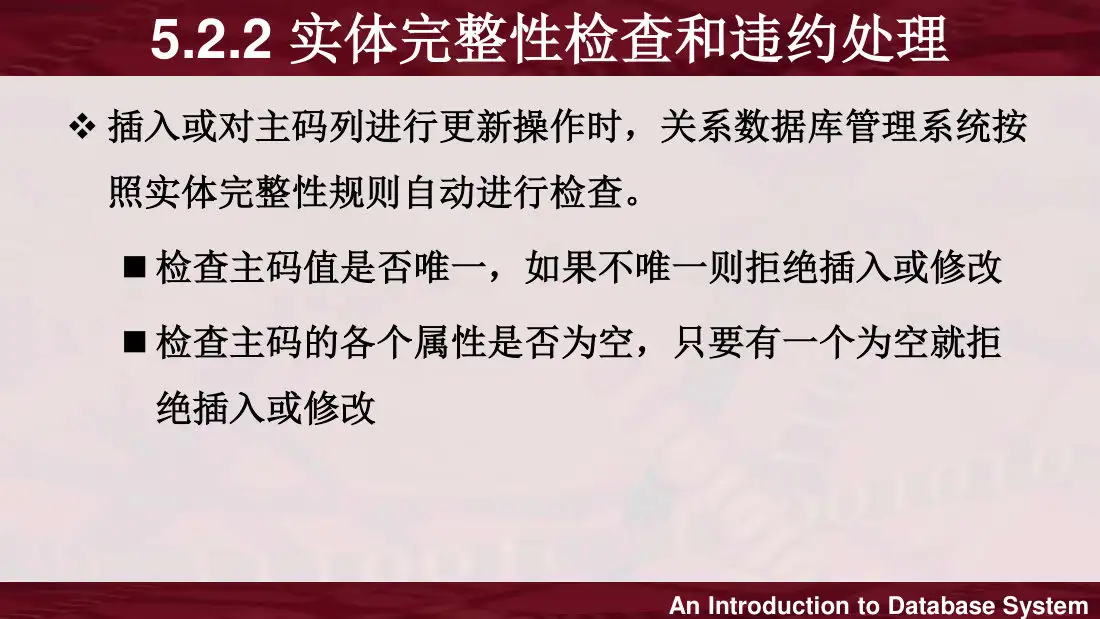 5.2.2 实体完整性检查和违约处理
❖ 插入或对主码列进行更新操作时，关系数据库管理系统按
照实体完整性规则自动进行检查。
■ 检查主码值是否唯一，如果不唯一则拒绝插入或修改
■ 检查主码的各个属性是否为空，只要有一个为空就拒
绝插入或修改
An Introduction to Database System